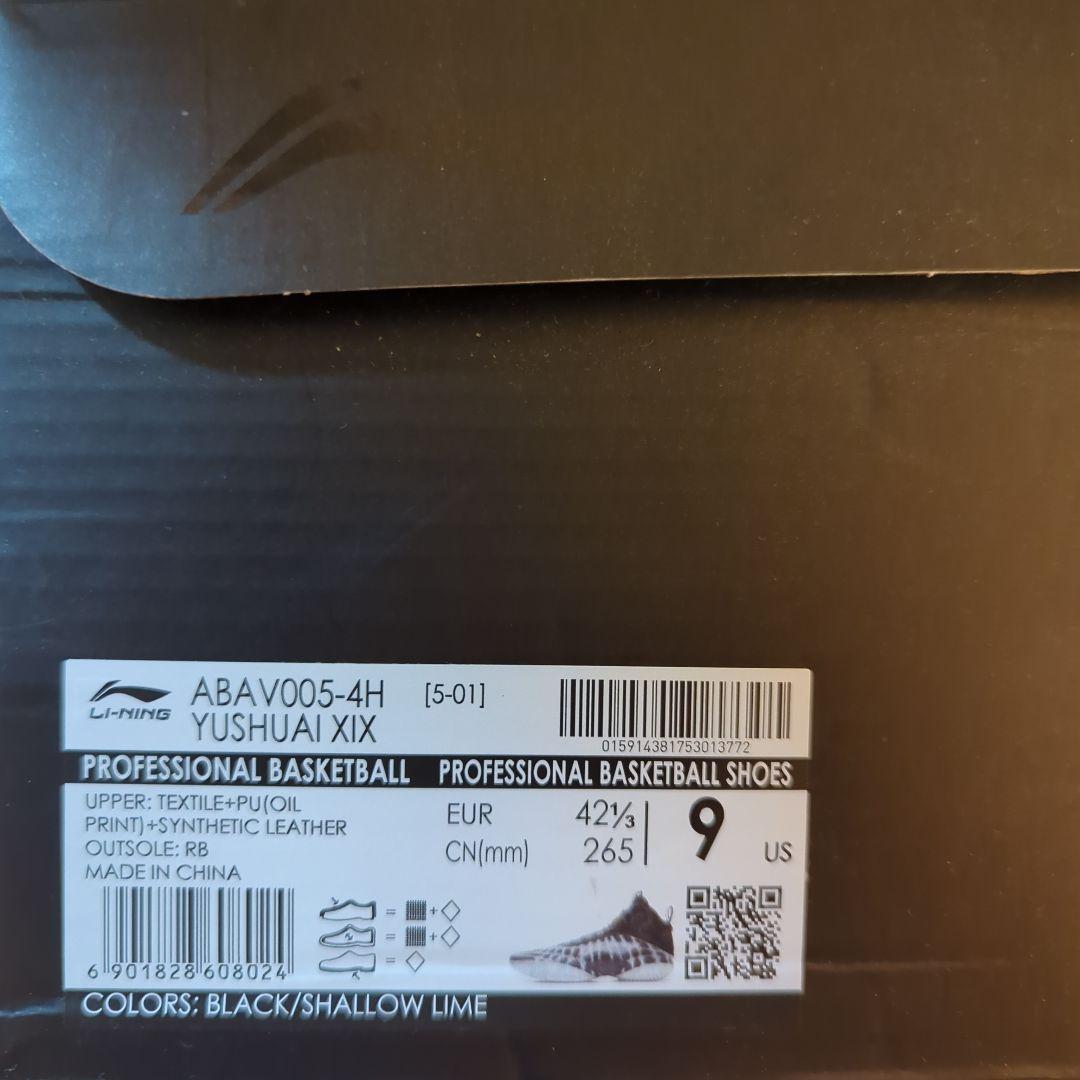 LI-NING
ABAV005-4H [5-01]
YUSHUAI XIX
015914381753013772
PROFESSIONAL BASKETBALL PROFESSIONAL BASKETBALL SHOES
UPPER: TEXTILE+PU(OIL
PRINT)+SYNTHETIC LEATHER
OUTSOLE: RB
MADE IN CHINA
EUR 42⅓
CN(mm) 265
9 US
= + 
= + 
=
6 901828 608024
COLORS: BLACK/SHALLOW LIME